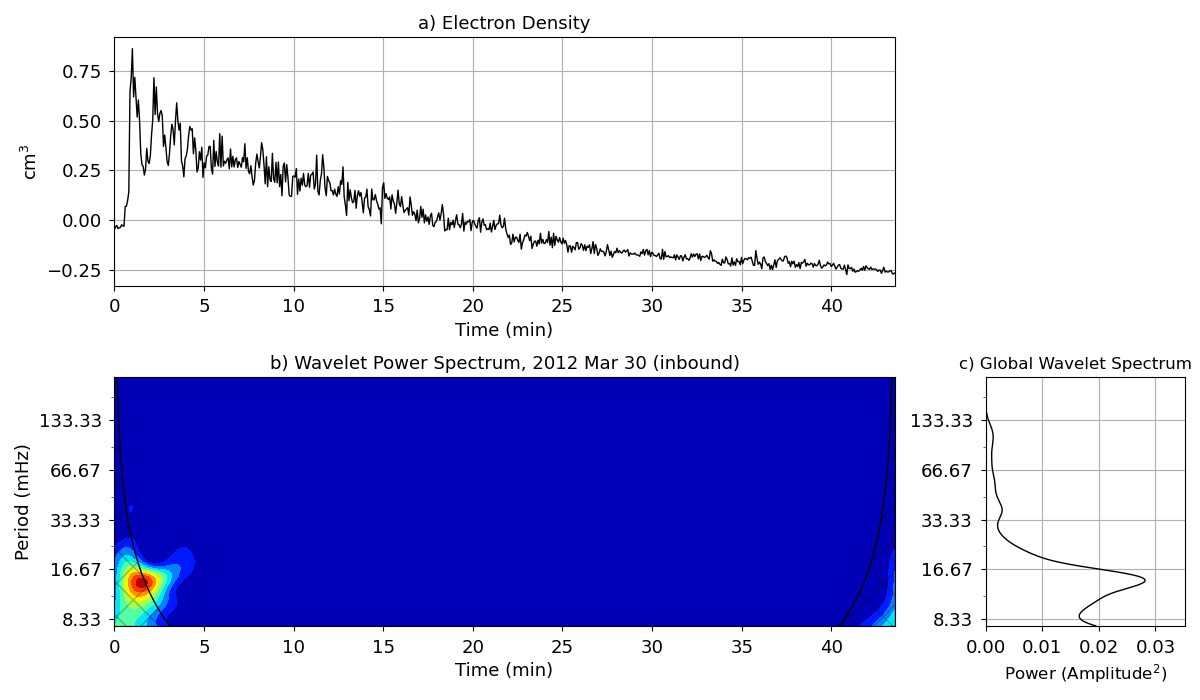 a) Electron Density
0.75
0.50
0.25
0.00
−0.25
cm³
0 5 10 15 20 25 30 35 40
Time (min)
b) Wavelet Power Spectrum, 2012 Mar 30 (inbound)
133.33
66.67
33.33
16.67
8.33
Period (mHz)
0 5 10 15 20 25 30 35 40
Time (min)
c) Global Wavelet Spectrum
133.33
66.67
33.33
16.67
8.33
0.00 0.01 0.02 0.03
Power (Amplitude²)